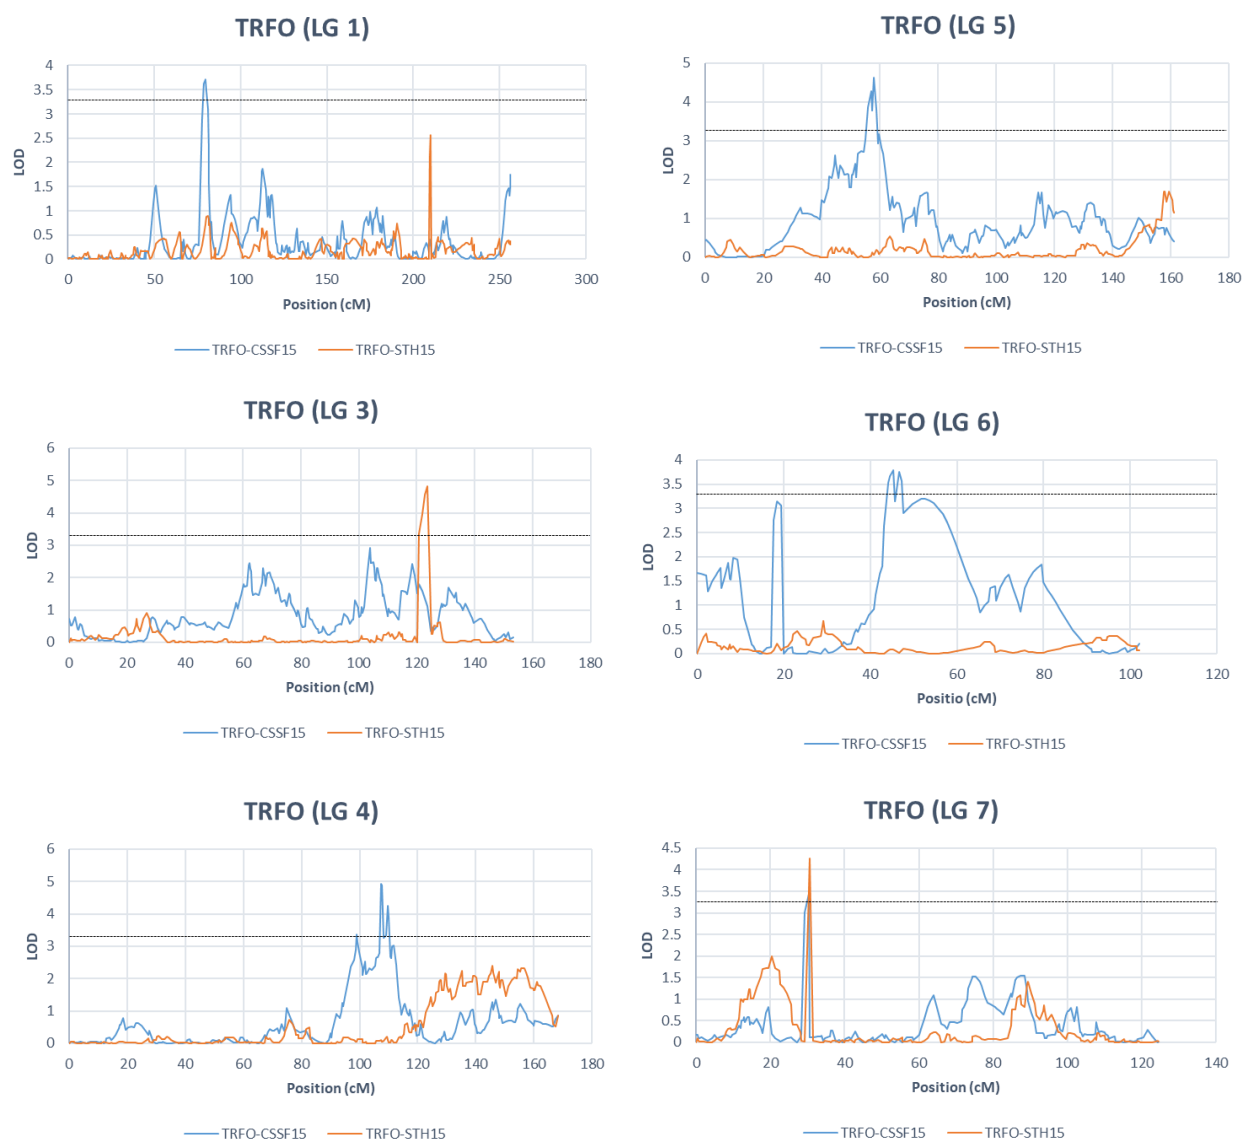 TRFO (LG 1)
4
3.5
3
2.5
2
1.5
1
0.5
0
LOD
0 50 100 150 200 250 300
Position (cM)
TRFO-CSSF15 TRFO-STH15
TRFO (LG 5)
5
4
3
2
1
0
LOD
0 20 40 60 80 100 120 140 160 180
Position (cM)
TRFO-CSSF15 TRFO-STH15
TRFO (LG 3)
6
5
4
3
2
1
0
LOD
0 20 40 60 80 100 120 140 160 180
Position (cM)
TRFO-CSSF15 TRFO-STH15
TRFO (LG 6)
4
3.5
3
2.5
2
1.5
1
0.5
0
LOD
0 20 40 60 80 100 120
Positio (cM)
TRFO-CSSF15 TRFO-STH15
TRFO (LG 4)
6
5
4
3
2
1
0
LOD
0 20 40 60 80 100 120 140 160 180
Position (cM)
TRFO-CSSF15 TRFO-STH15
TRFO (LG 7)
4.5
4
3.5
3
2.5
2
1.5
1
0.5
0
LOD
0 20 40 60 80 100 120 140
Position (cM)
TRFO-CSSF15 TRFO-STH15